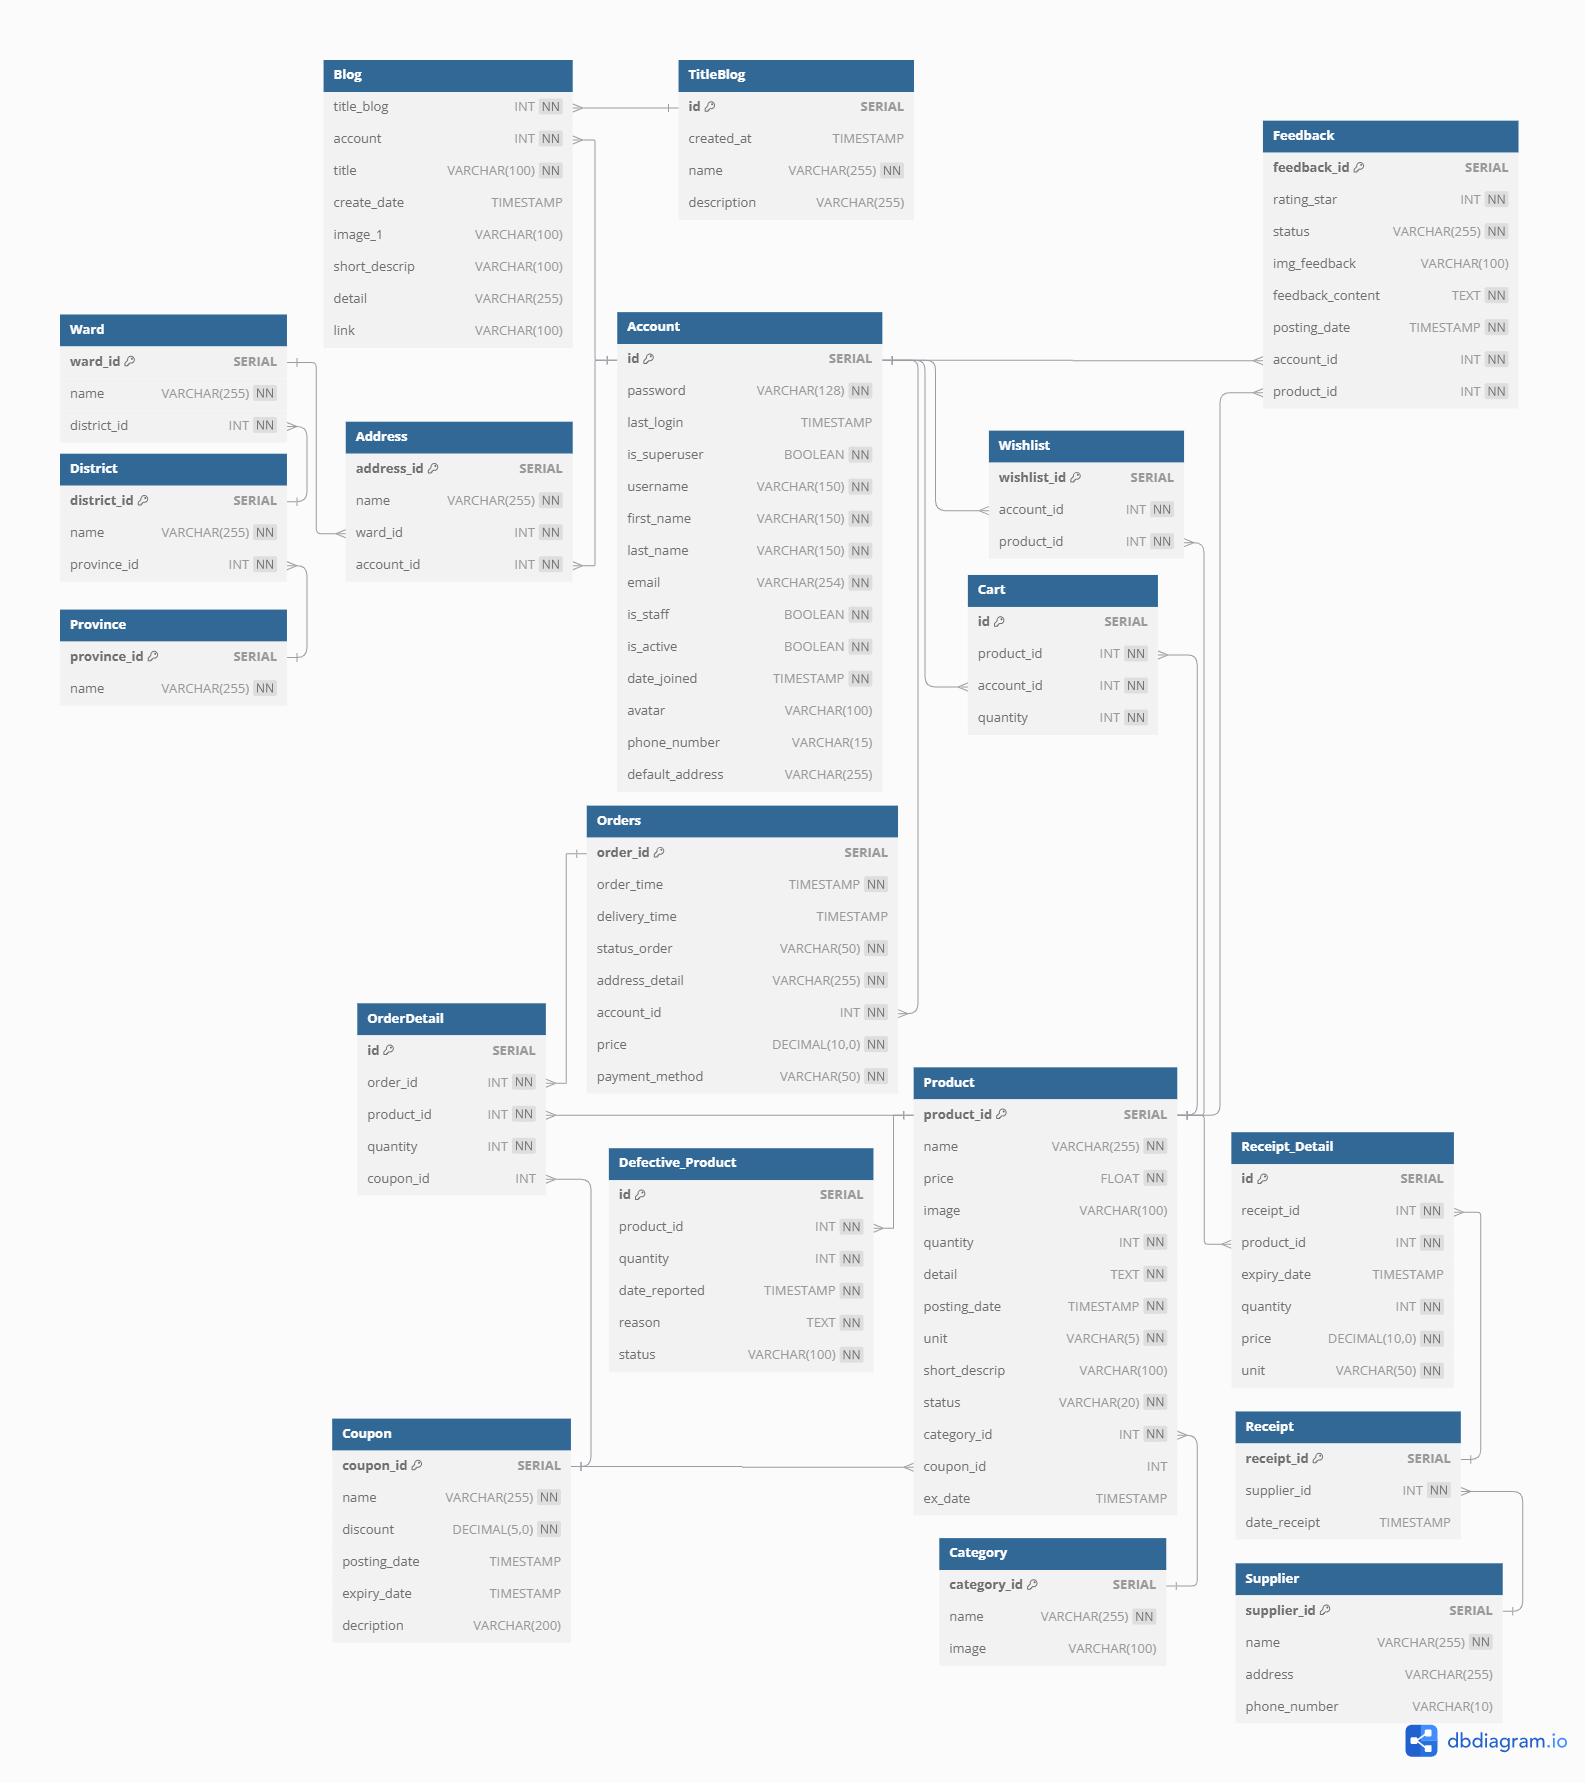 Blog
title_blog INT NN
account INT NN
title VARCHAR(100) NN
create_date TIMESTAMP
image_1 VARCHAR(100)
short_descrip VARCHAR(100)
detail VARCHAR(255)
link VARCHAR(100)
TitleBlog
id SERIAL
created_at TIMESTAMP
name VARCHAR(255) NN
description VARCHAR(255)
Feedback
feedback_id SERIAL
rating_star INT NN
status VARCHAR(255) NN
img_feedback VARCHAR(100)
feedback_content TEXT NN
posting_date TIMESTAMP NN
account_id INT NN
product_id INT NN
Ward
ward_id SERIAL
name VARCHAR(255) NN
district_id INT NN
District
district_id SERIAL
name VARCHAR(255) NN
province_id INT NN
Province
province_id SERIAL
name VARCHAR(255) NN
Address
address_id SERIAL
name VARCHAR(255) NN
ward_id INT NN
account_id INT NN
Account
id SERIAL
password VARCHAR(128) NN
last_login TIMESTAMP
is_superuser BOOLEAN NN
username VARCHAR(150) NN
first_name VARCHAR(150) NN
last_name VARCHAR(150) NN
email VARCHAR(254) NN
is_staff BOOLEAN NN
is_active BOOLEAN NN
date_joined TIMESTAMP NN
avatar VARCHAR(100)
phone_number VARCHAR(15)
default_address VARCHAR(255)
Wishlist
wishlist_id SERIAL
account_id INT NN
product_id INT NN
Cart
id SERIAL
product_id INT NN
account_id INT NN
quantity INT NN
Orders
order_id SERIAL
order_time TIMESTAMP NN
delivery_time TIMESTAMP
status_order VARCHAR(50) NN
address_detail VARCHAR(255) NN
account_id INT NN
price DECIMAL(10,0) NN
payment_method VARCHAR(50) NN
OrderDetail
id SERIAL
order_id INT NN
product_id INT NN
quantity INT NN
coupon_id INT
Defective_Product
id SERIAL
product_id INT NN
quantity INT NN
date_reported TIMESTAMP NN
reason TEXT NN
status VARCHAR(100) NN
Product
product_id SERIAL
name VARCHAR(255) NN
price FLOAT NN
image VARCHAR(100)
quantity INT NN
detail TEXT NN
posting_date TIMESTAMP NN
unit VARCHAR(5) NN
short_descrip VARCHAR(100)
status VARCHAR(20) NN
category_id INT NN
coupon_id INT
ex_date TIMESTAMP
Receipt_Detail
id SERIAL
receipt_id INT NN
product_id INT NN
expiry_date TIMESTAMP
quantity INT NN
price DECIMAL(10,0) NN
unit VARCHAR(50) NN
Coupon
coupon_id SERIAL
name VARCHAR(255) NN
discount DECIMAL(5,0) NN
posting_date TIMESTAMP
expiry_date TIMESTAMP
decription VARCHAR(200)
Receipt
receipt_id SERIAL
supplier_id INT NN
date_receipt TIMESTAMP
Category
category_id SERIAL
name VARCHAR(255) NN
image VARCHAR(100)
Supplier
supplier_id SERIAL
name VARCHAR(255) NN
address VARCHAR(255)
phone_number VARCHAR(10)
dbdiagram.io